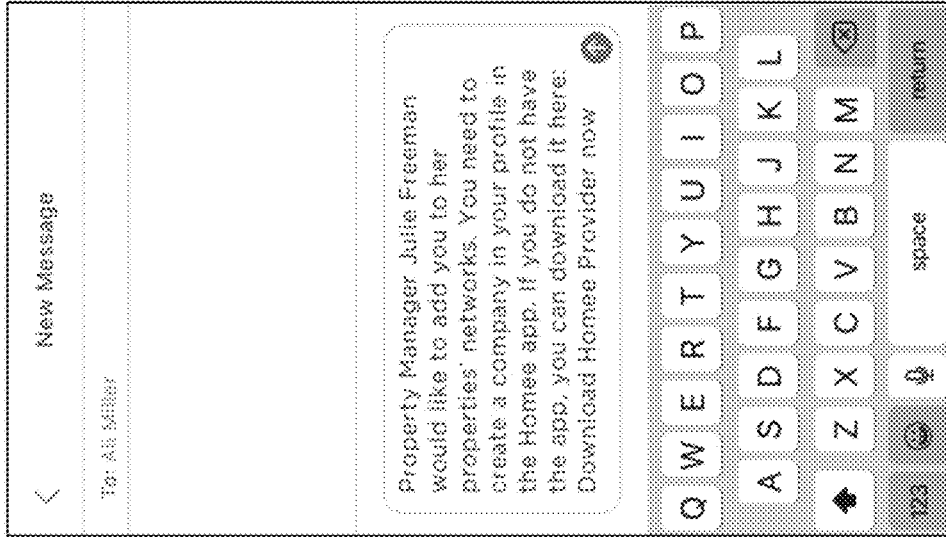 New Message
To: Ali Miller
Property Manager Julie Freeman
would like to add you to her
properties' networks. You need to
create a company in your profile in
the Homee app. If you do not have
the app, you can download it here:
Download Homee Provider now
Q W E R T Y U I O P
A S D F G H J K L
Z X C V B N M
123 space return